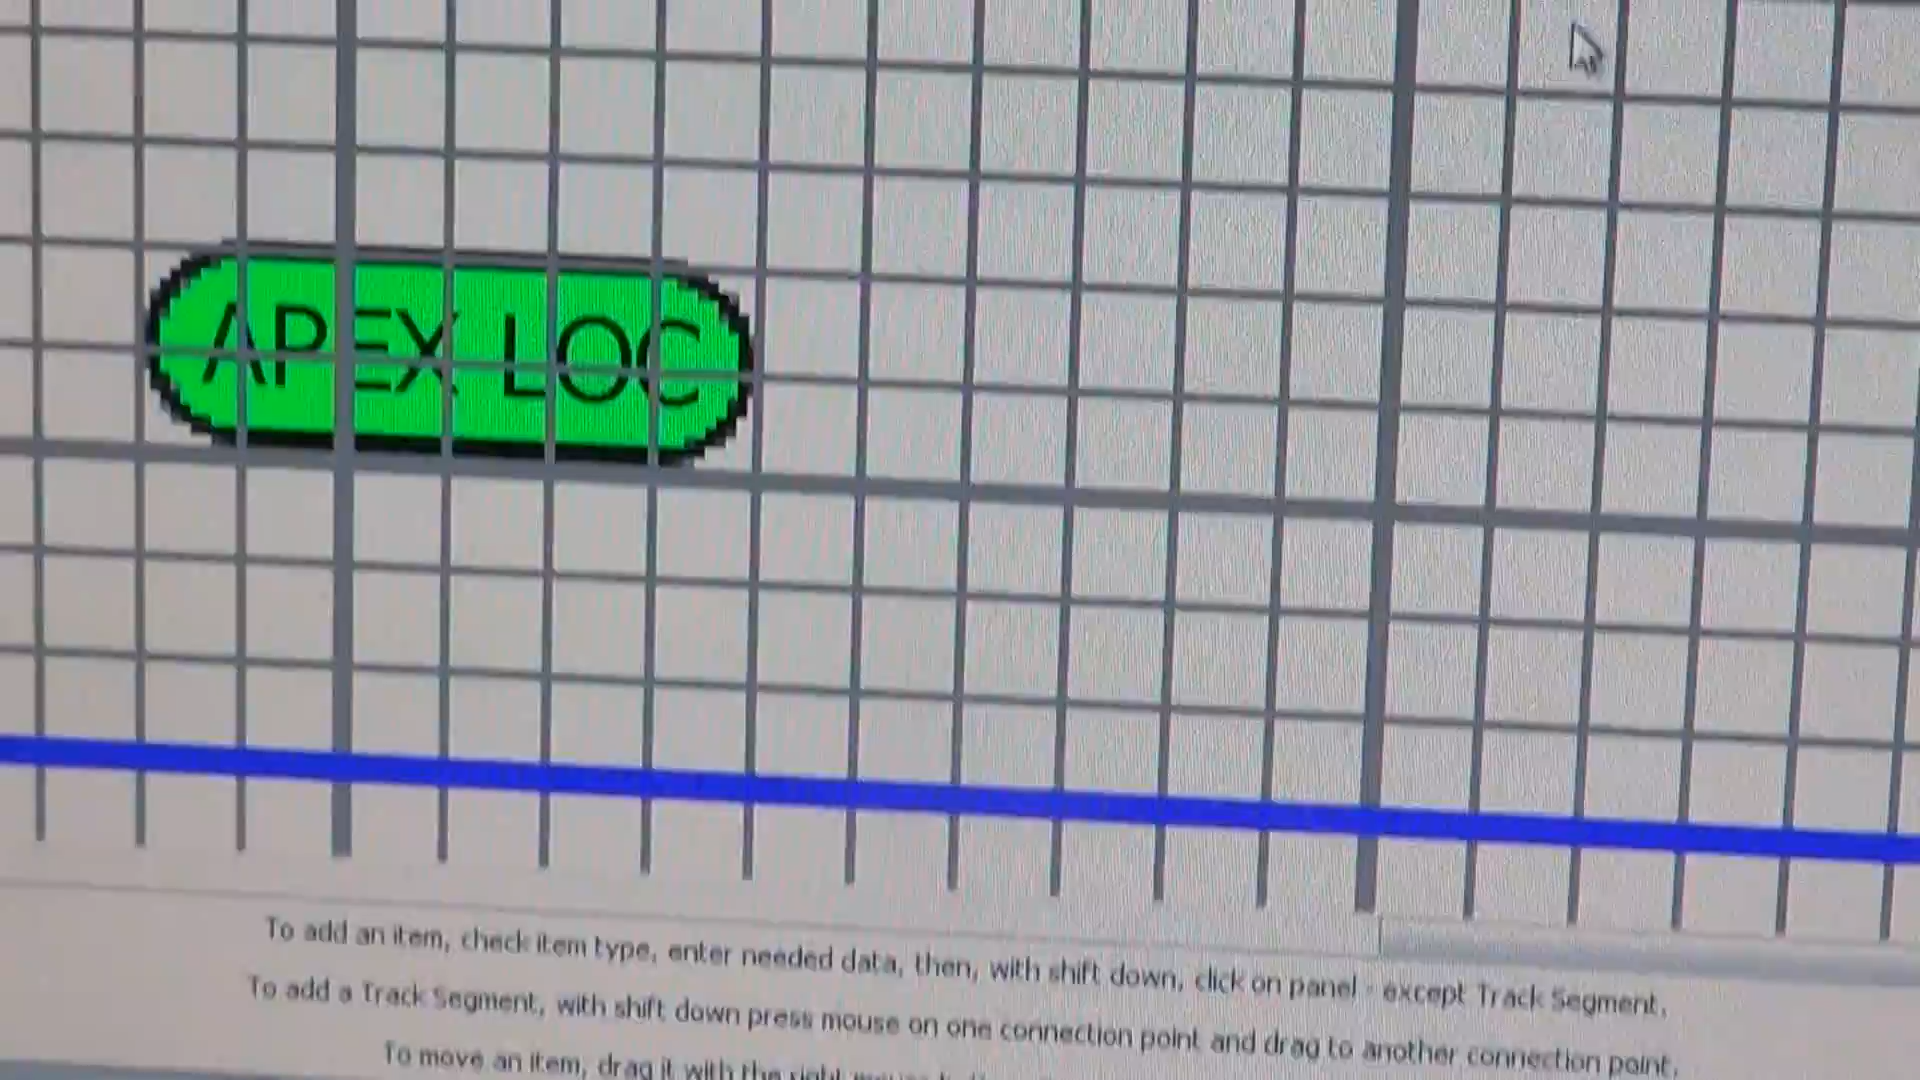 APEX LOC
To add an item, check item type, enter needed data, then, with shift down, click on panel - except Track Segment.
To add a Track Segment, with shift down press mouse on one connection point and drag to another connection point.
To move an item, drag it with the right